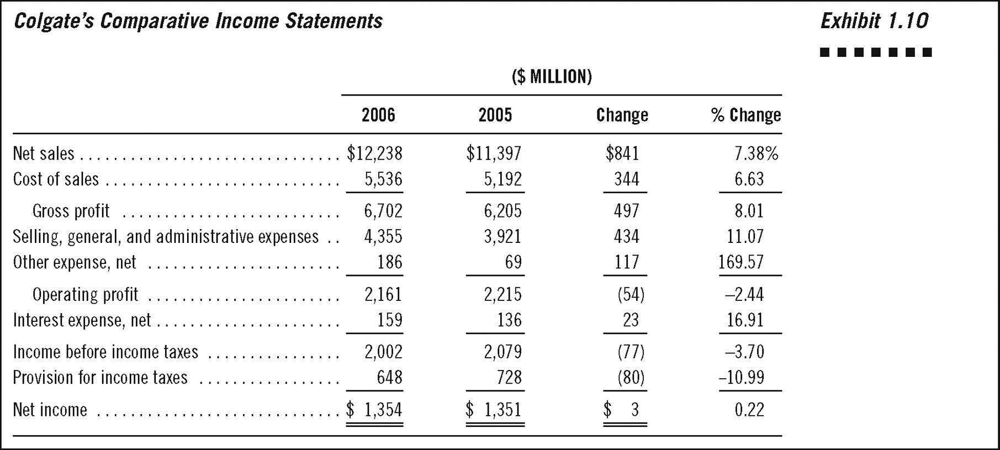 Colgate’s Comparative Income Statements Exhibit 1.10
($ MILLION)
2006 2005 Change % Change
Net sales . . . . . . . . . . . . . . . . . . . . . . . . . . . . . . . $12,238 $11,397 $841 7.38%
Cost of sales . . . . . . . . . . . . . . . . . . . . . . . . . . . . 5,536 5,192 344 6.63
Gross profit . . . . . . . . . . . . . . . . . . . . . . . . . . 6,702 6,205 497 8.01
Selling, general, and administrative expenses . . 4,355 3,921 434 11.07
Other expense, net . . . . . . . . . . . . . . . . . . . . . . . 186 69 117 169.57
Operating profit . . . . . . . . . . . . . . . . . . . . . . . 2,161 2,215 (54) –2.44
Interest expense, net . . . . . . . . . . . . . . . . . . . . . . 159 136 23 16.91
Income before income taxes . . . . . . . . . . . . . . . . 2,002 2,079 (77) –3.70
Provision for income taxes . . . . . . . . . . . . . . . . . 648 728 (80) –10.99
Net income . . . . . . . . . . . . . . . . . . . . . . . . . . . . . $ 1,354 $ 1,351 $ 3 0.22